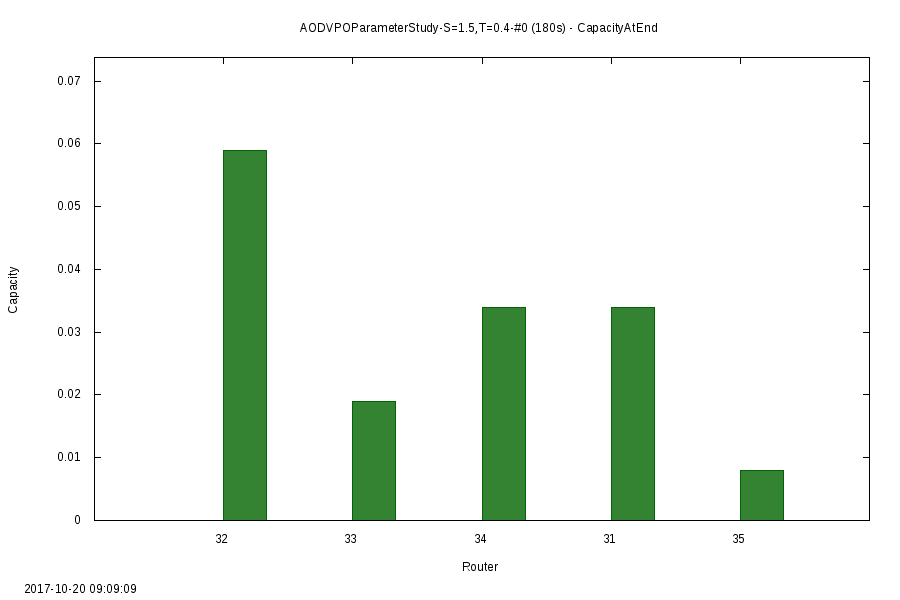 AODVPOParameterStudy-S=1.5,T=0.4-#0 (180s) - CapacityAtEnd
0.07
0.06
0.05
0.04
0.03
0.02
0.01
0
Capacity
32 33 34 31 35
Router
2017-10-20 09:09:09